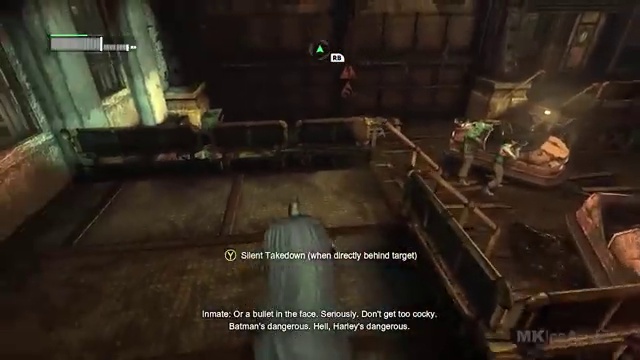 RB
Y Silent Takedown (when directly behind target)
Inmate: Or a bullet in the face. Seriously. Don't get too cocky.
Batman's dangerous. Hell, Harley's dangerous.